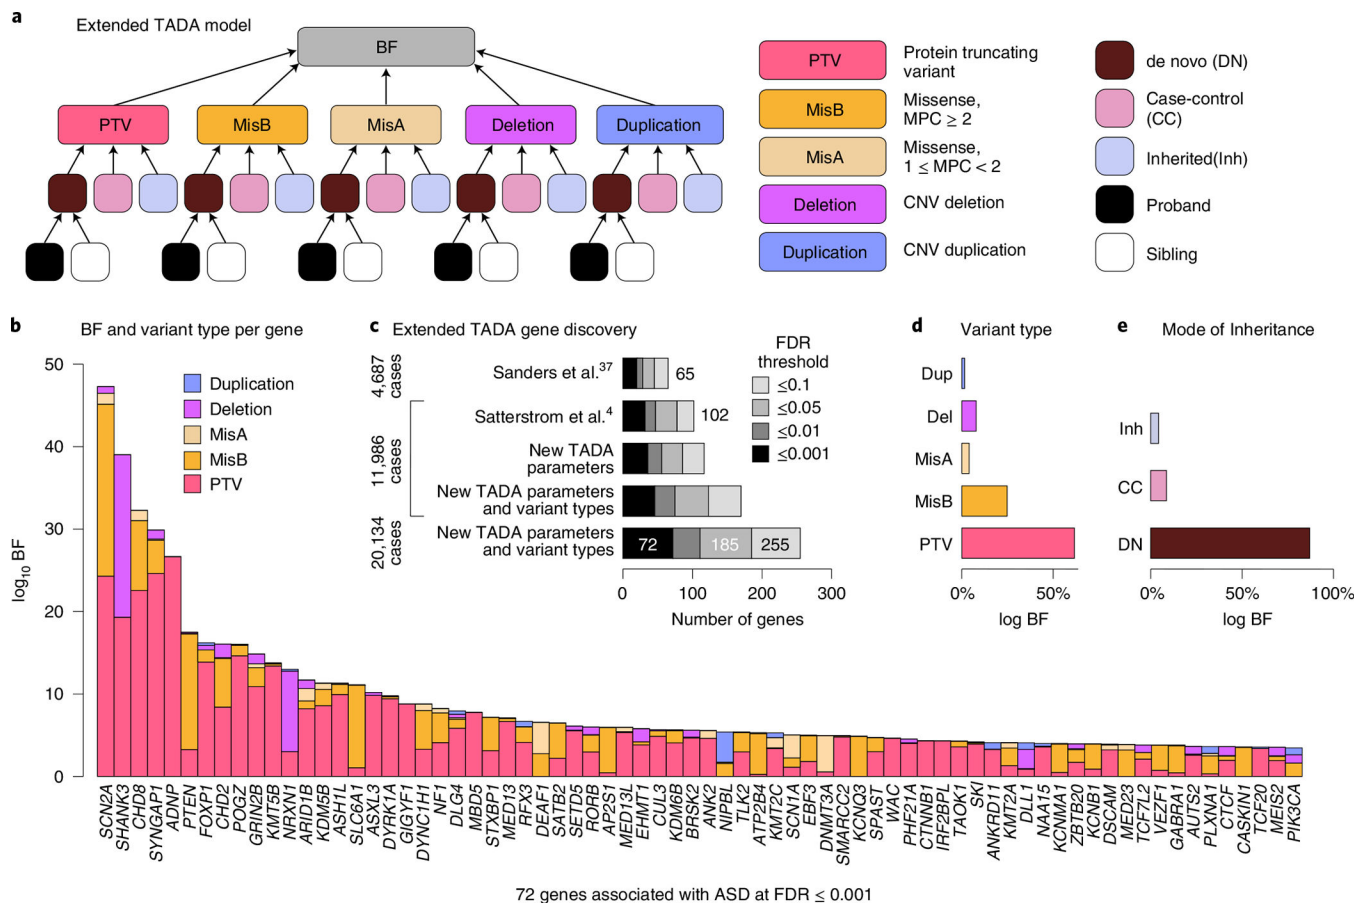 a
Extended TADA model
BF
PTV
MisB
MisA
Deletion
Duplication
PTV
Protein truncating
variant
MisB
Missense,
MPC ≥ 2
MisA
Missense,
1 ≤ MPC < 2
Deletion
CNV deletion
Duplication
CNV duplication
de novo (DN)
Case-control
(CC)
Inherited(Inh)
Proband
Sibling
b
BF and variant type per gene
log10 BF
50
40
30
20
10
0
Duplication
Deletion
MisA
MisB
PTV
SCN2A
SHANK3
CHD8
SYNGAP1
ADNP
PTEN
FOXP1
CHD2
POGZ
GRIN2B
KMT5B
NRXN1
ARID1B
KDM5B
ASH1L
SLC6A1
ASXL3
DYRK1A
GIGYF1
DYNC1H1
NF1
DLG4
MBD5
STXBP1
MED13
RFX3
DEAF1
SATB2
SETD5
RORB
AP2S1
MED13L
EHMT1
CUL3
KDM6B
BRSK2
ANK2
NIPBL
TLK2
ATP2B4
KMT2C
SCN1A
EBF3
DNMT3A
SMARCC2
KCNQ3
SPAST
WAC
PHF21A
CTNNB1
IRF2BPL
TAOK1
SKI
ANKRD11
KMT2A
DLL1
NAA15
KCNMA1
ZBTB20
KCNB1
DSCAM
MED23
TCF7L2
VEZF1
GABRA1
AUTS2
PLXNA1
CTCF
CASKIN1
TCF20
MEIS2
PIK3CA
72 genes associated with ASD at FDR ≤ 0.001
c
Extended TADA gene discovery
4,687
cases
11,986
cases
20,134
cases
Sanders et al.37
65
Satterstrom et al.4
102
New TADA
parameters
New TADA parameters
and variant types
New TADA parameters
and variant types
72
185
255
FDR
threshold
≤0.1
≤0.05
≤0.01
≤0.001
0
100
200
300
Number of genes
d
Variant type
Dup
Del
MisA
MisB
PTV
0%
50%
log BF
e
Mode of Inheritance
Inh
CC
DN
0%
50%
100%
log BF